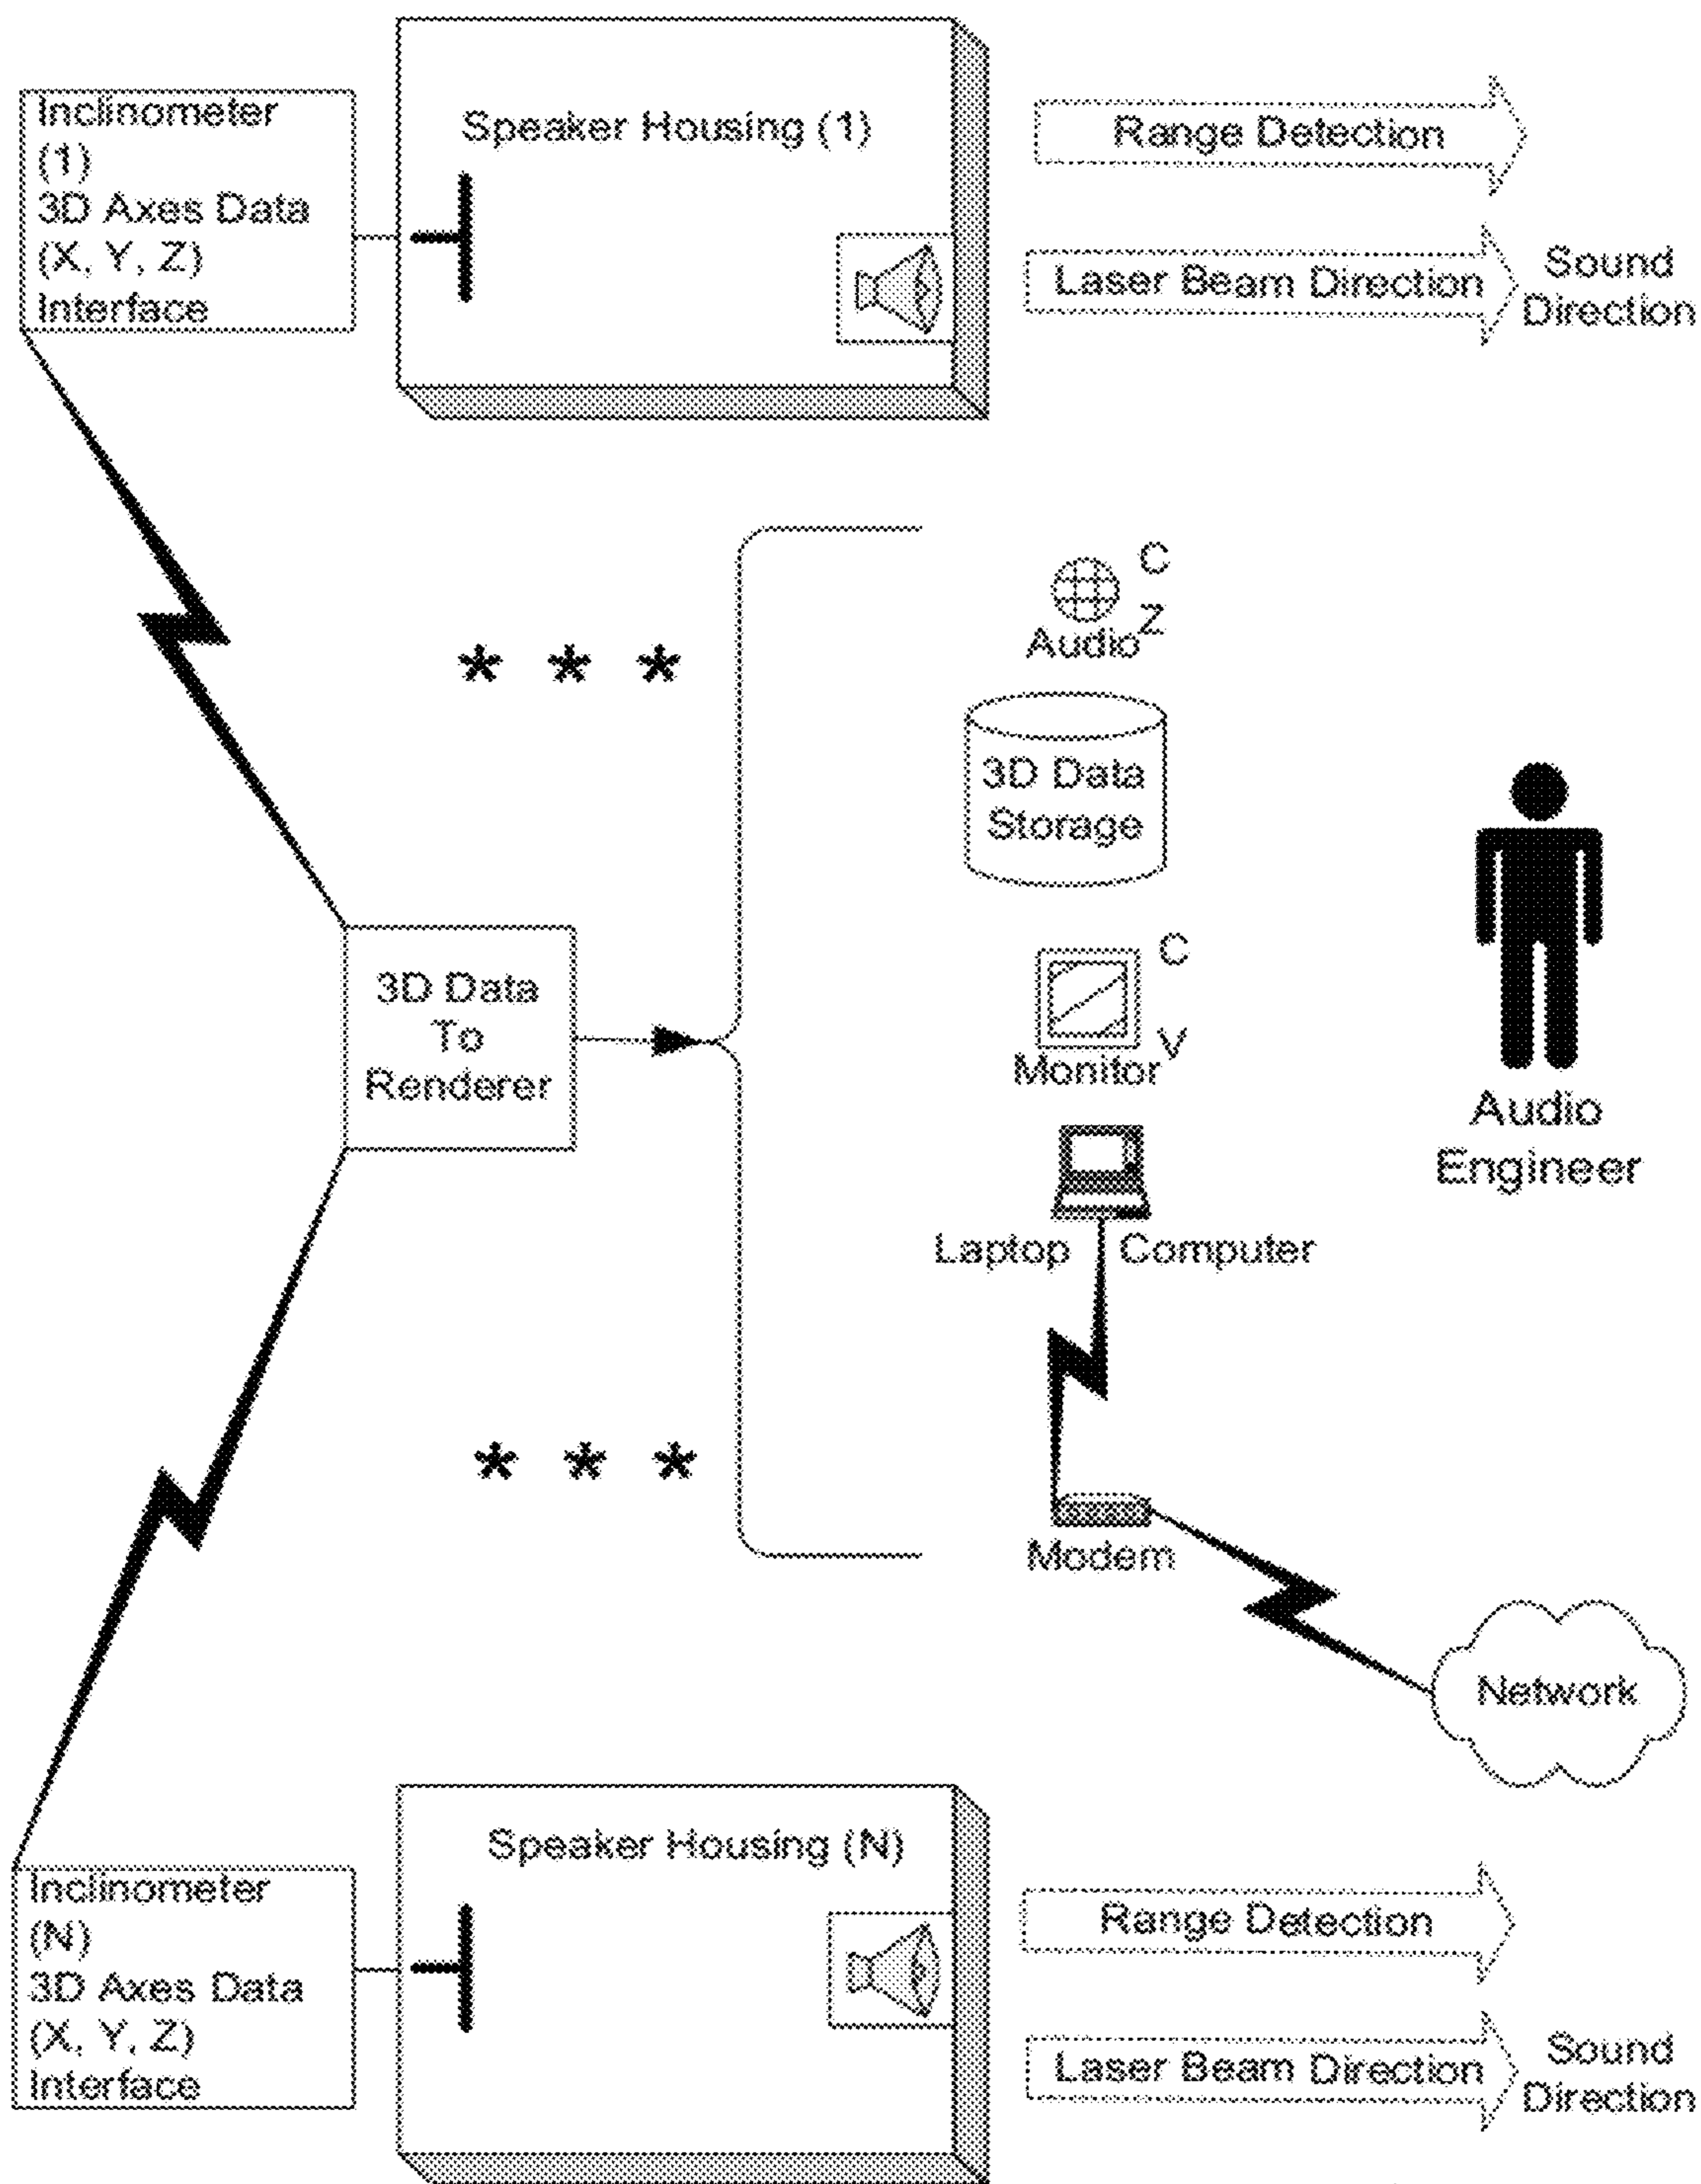 Inclinometer
(1)
3D Axes Data
(X, Y, Z)
Interface
Speaker Housing (1)
Range Detection
Laser Beam Direction
Sound
Direction
* * *
C
Z
Audio
3D Data
Storage
3D Data
To
Renderer
C
V
Monitor
Laptop Computer
Audio
Engineer
* * *
Modem
Network
Inclinometer
(N)
3D Axes Data
(X, Y, Z)
Interface
Speaker Housing (N)
Range Detection
Laser Beam Direction
Sound
Direction